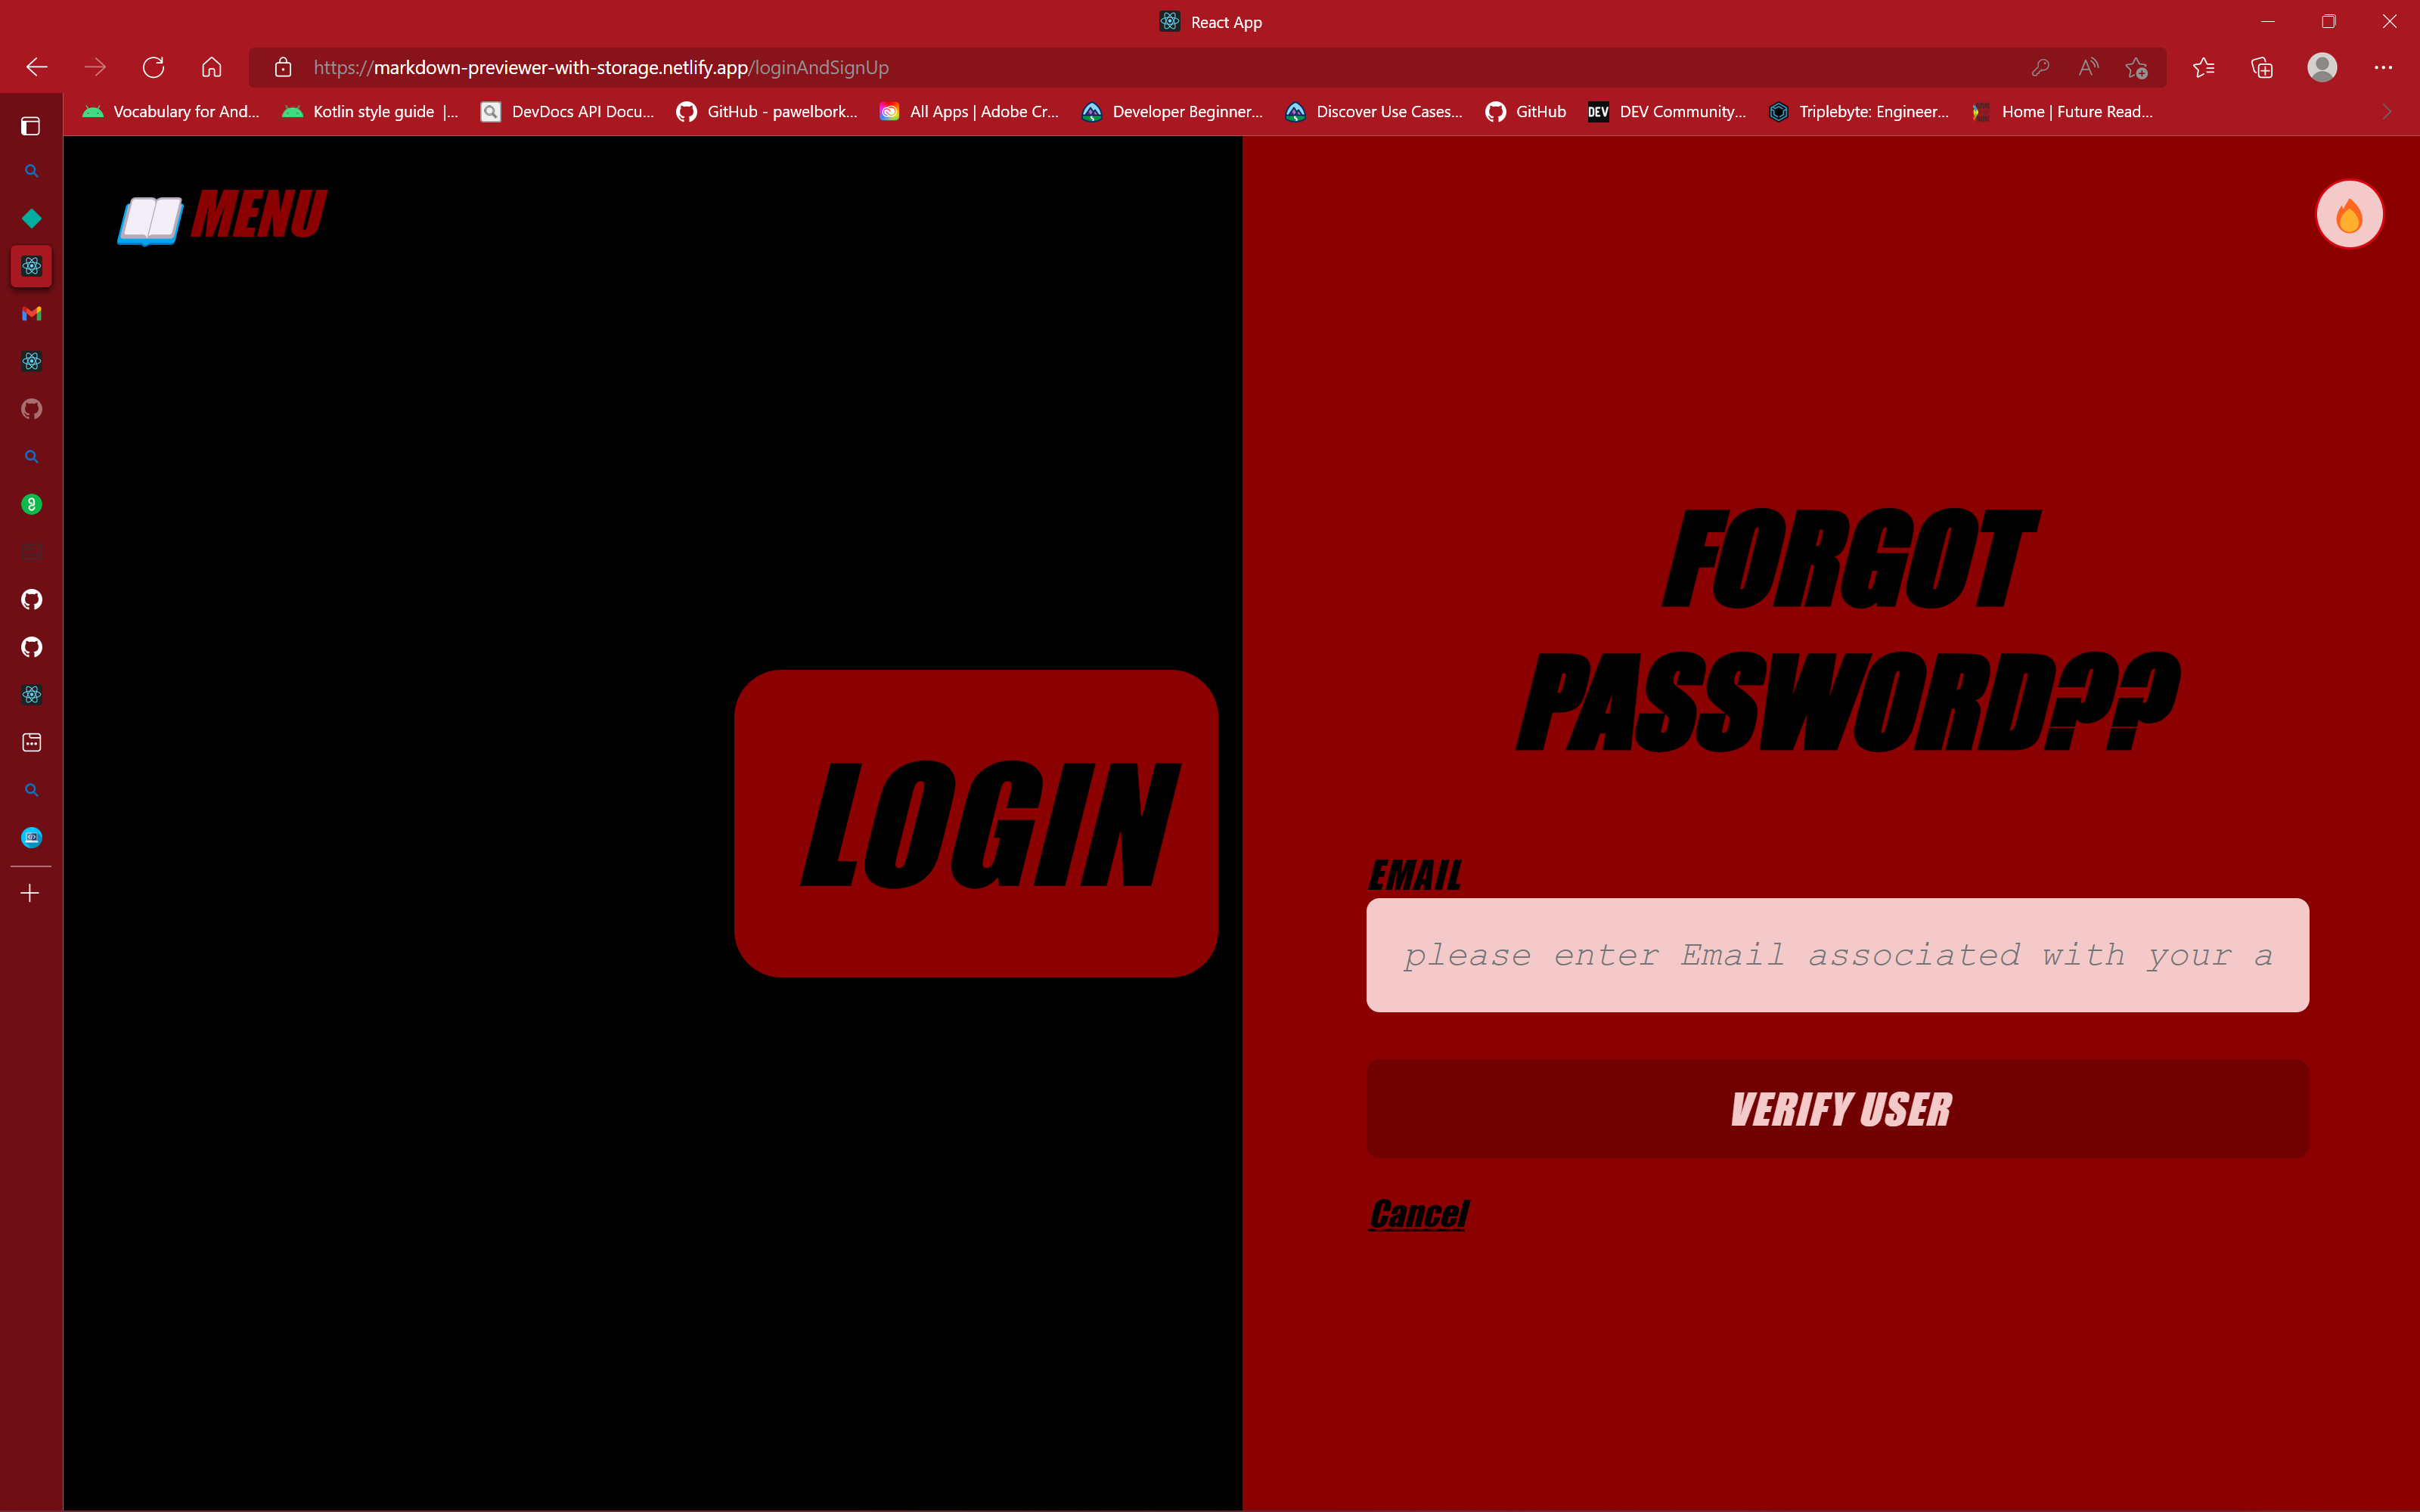 React App
https://markdown-previewer-with-storage.netlify.app/loginAndSignUp
Vocabulary for And... Kotlin style guide |... DevDocs API Docu... GitHub - pawelbork... All Apps | Adobe Cr... Developer Beginner... Discover Use Cases... GitHub DEV DEV Community... Triplebyte: Engineer... Home | Future Read...
MENU
FORGOT
PASSWORD??
LOGIN
EMAIL
please enter Email associated with your a
VERIFY USER
Cancel